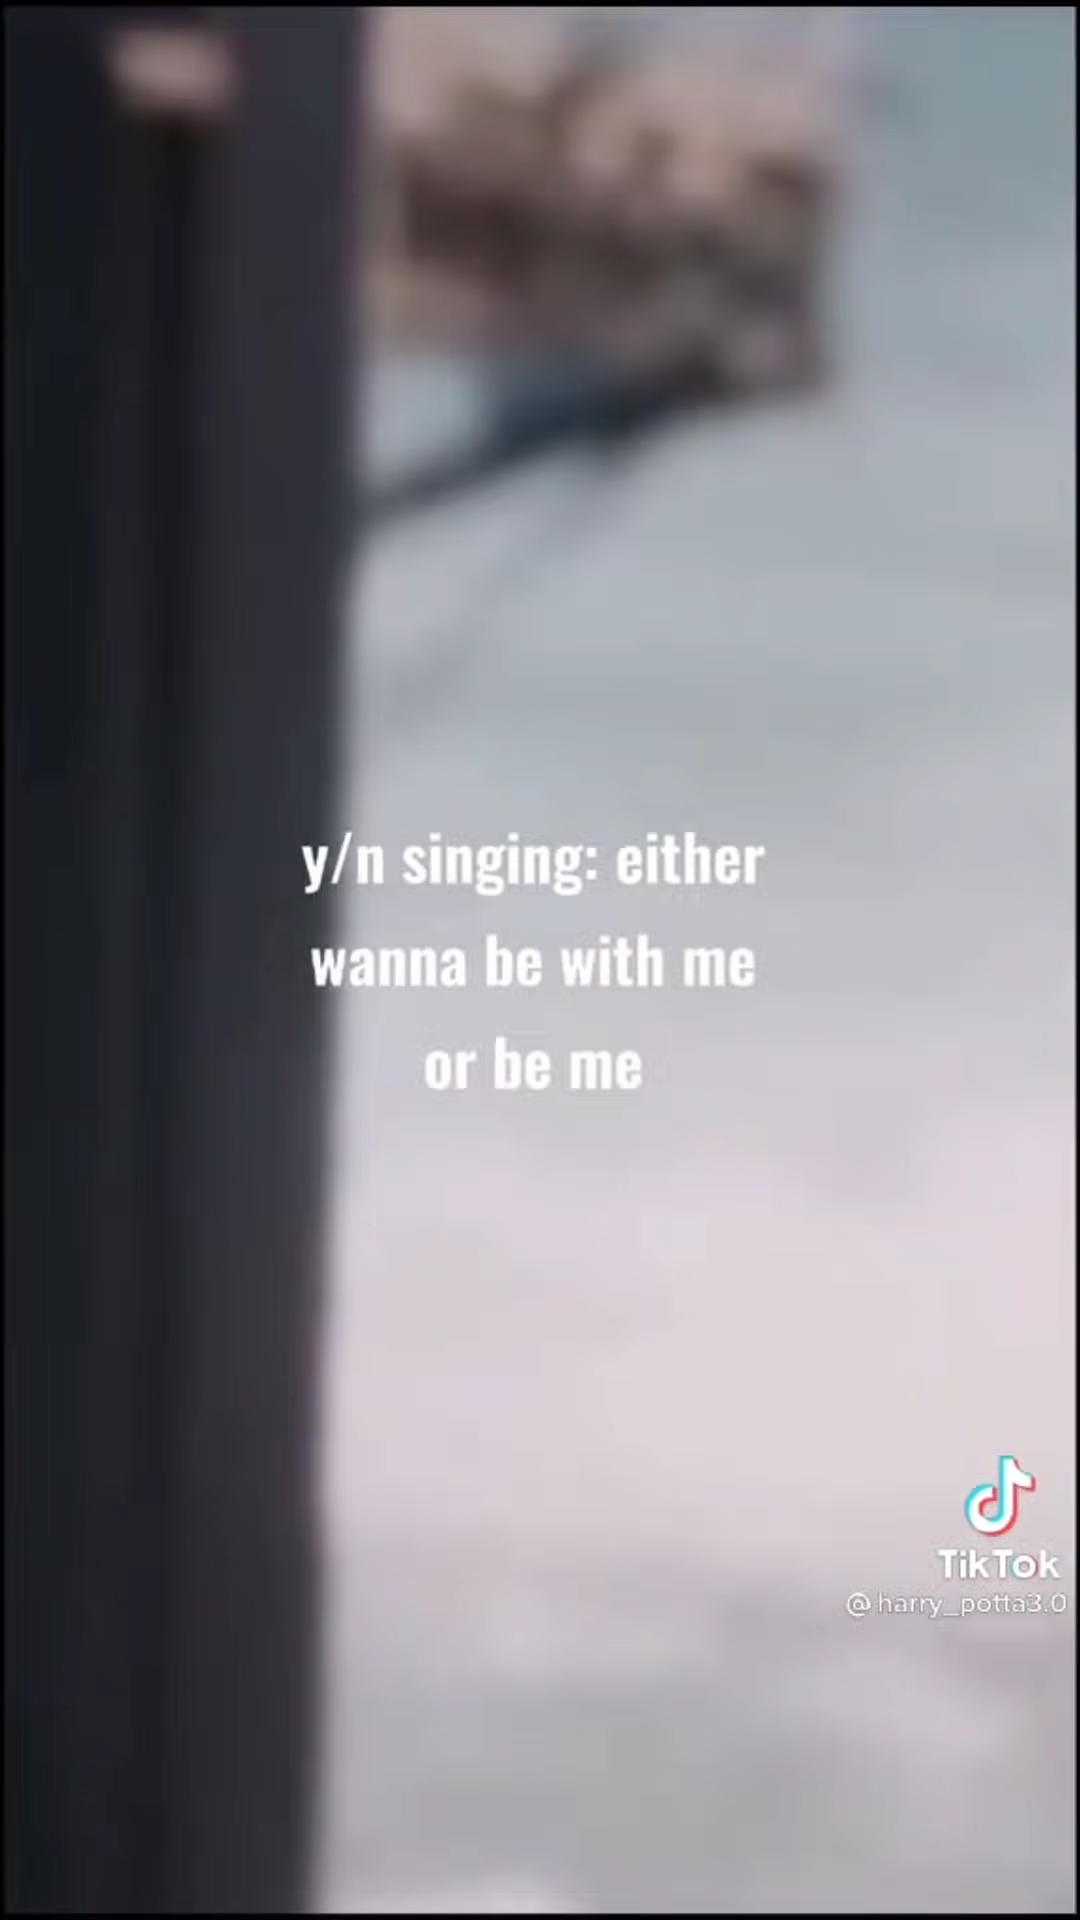 y/n singing: either
wanna be with me
or be me
TikTok
@harry_potta3.0